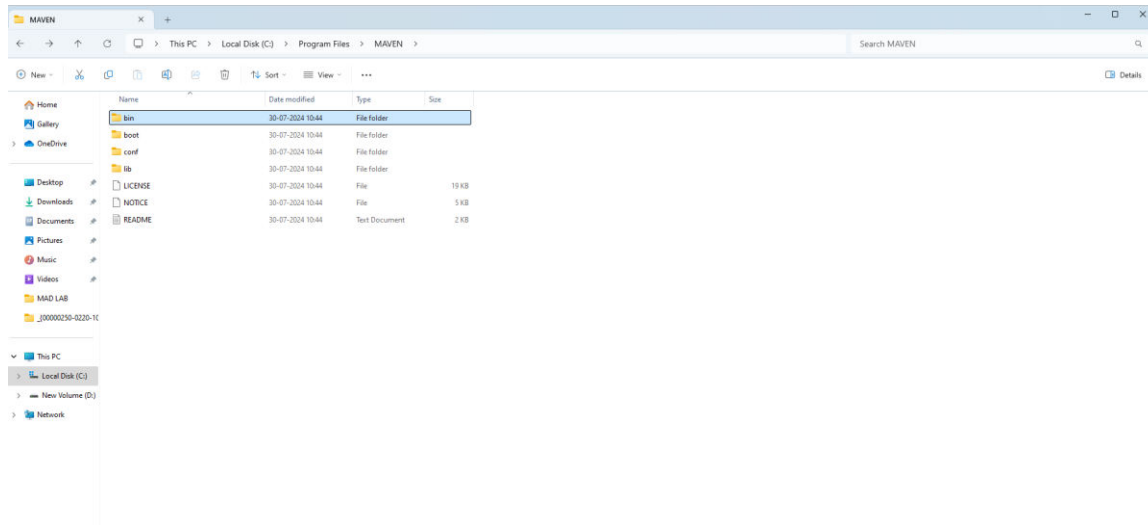 MAVEN
This PC > Local Disk (C:) > Program Files > MAVEN >
Search MAVEN
New
Sort
View
Details
Name
Date modified
Type
Size
bin
30-07-2024 10:44
File folder
boot
30-07-2024 10:44
File folder
conf
30-07-2024 10:44
File folder
lib
30-07-2024 10:44
File folder
LICENSE
30-07-2024 10:44
File
19 KB
NOTICE
30-07-2024 10:44
File
5 KB
README
30-07-2024 10:44
Text Document
2 KB
Home
Gallery
OneDrive
Desktop
Downloads
Documents
Pictures
Music
Videos
MAD LAB
_{00000250-0220-10
This PC
Local Disk (C:)
New Volume (D:)
Network